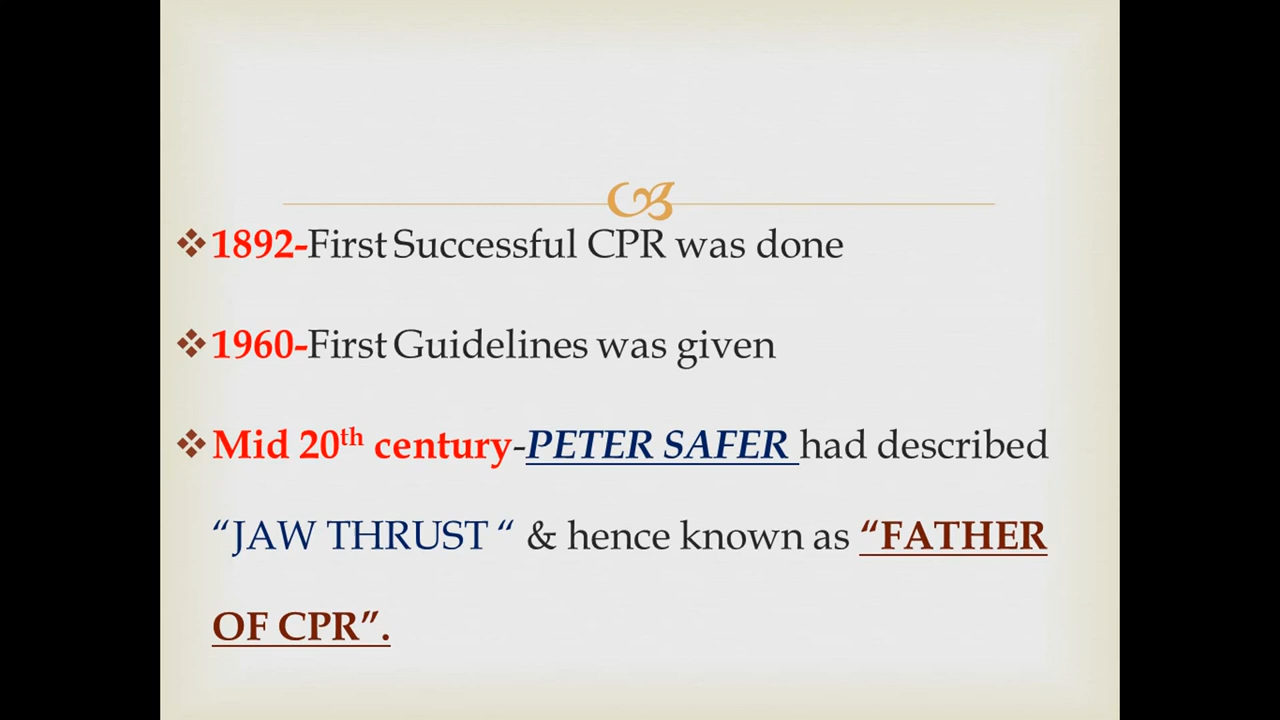 ❖1892-First Successful CPR was done
❖1960-First Guidelines was given
❖Mid 20th century-PETER SAFER had described
“JAW THRUST “ & hence known as “FATHER
OF CPR”.